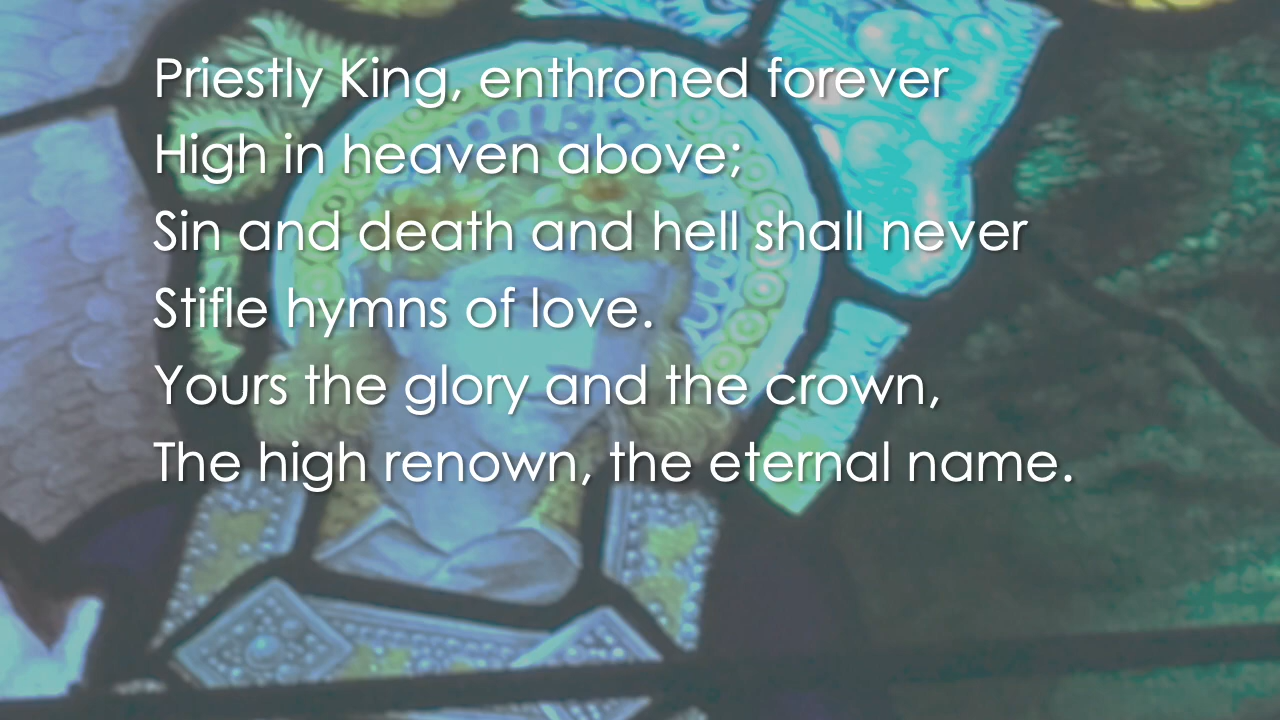 Priestly King, enthroned forever
High in heaven above;
Sin and death and hell shall never
Stifle hymns of love.
Yours the glory and the crown,
The high renown, the eternal name.